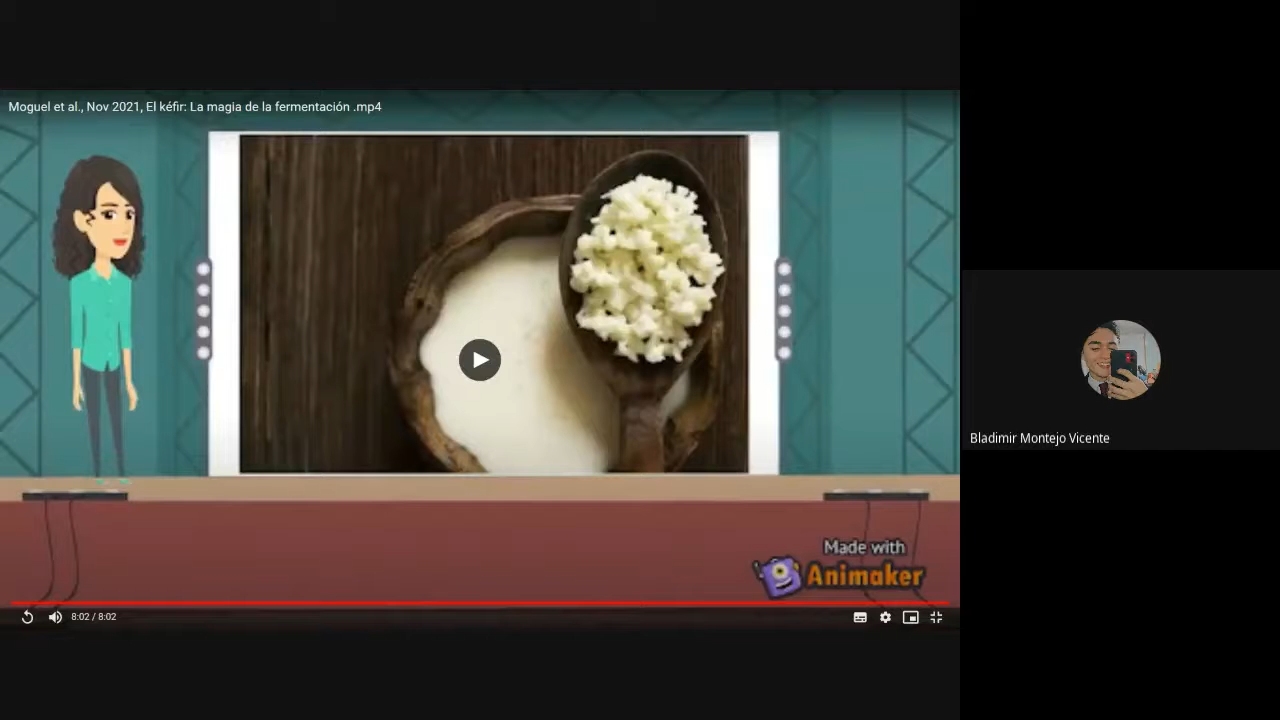 Moguel et al., Nov 2021, El kéfir: La magia de la fermentación .mp4
Bladimir Montejo Vicente
Made with
Animaker
8:02 / 8:02